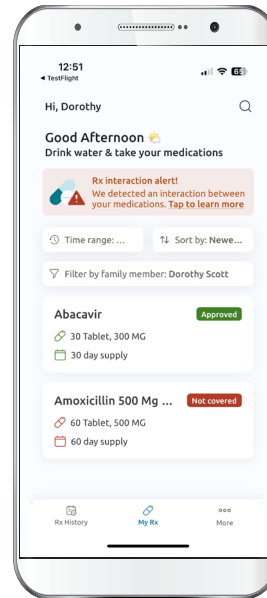 12:51
TestFlight
69
Hi, Dorothy
Good Afternoon
Drink water & take your medications
Rx interaction alert!
We detected an interaction between
your medications. Tap to learn more
Time range: ...
Sort by: Newe...
Filter by family member: Dorothy Scott
Abacavir
Approved
30 Tablet, 300 MG
30 day supply
Amoxicillin 500 Mg ...
Not covered
60 Tablet, 500 MG
60 day supply
Rx History
My Rx
More